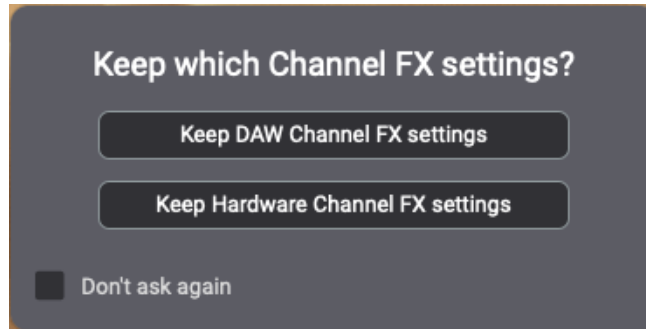 Keep which Channel FX settings?
Keep DAW Channel FX settings
Keep Hardware Channel FX settings
Don't ask again